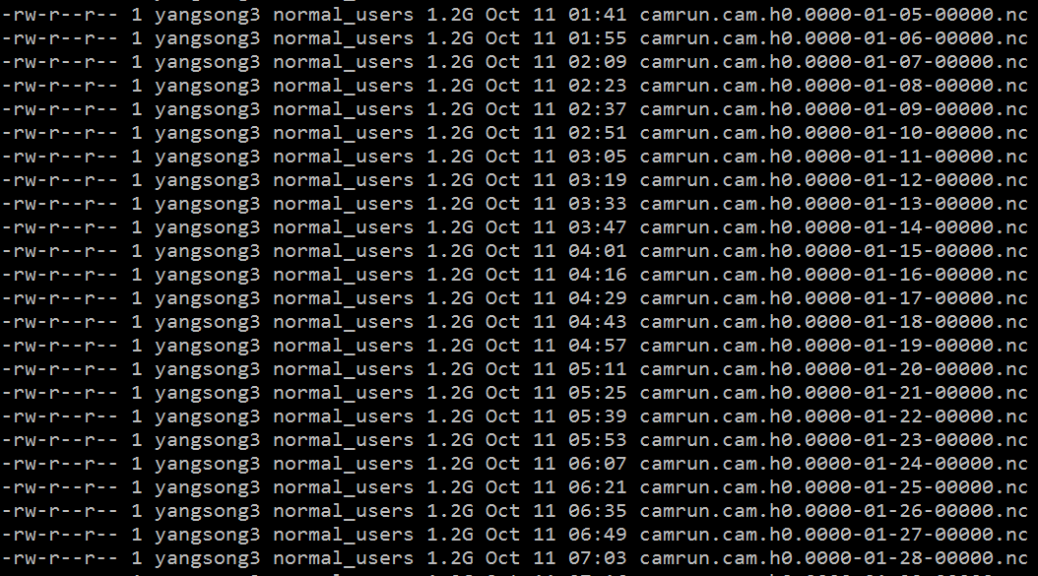 -rw-r--r-- 1 yangsong3 normal_users 1.2G Oct 11 01:41 camrun.cam.h0.0000-01-05-00000.nc
-rw-r--r-- 1 yangsong3 normal_users 1.2G Oct 11 01:55 camrun.cam.h0.0000-01-06-00000.nc
-rw-r--r-- 1 yangsong3 normal_users 1.2G Oct 11 02:09 camrun.cam.h0.0000-01-07-00000.nc
-rw-r--r-- 1 yangsong3 normal_users 1.2G Oct 11 02:23 camrun.cam.h0.0000-01-08-00000.nc
-rw-r--r-- 1 yangsong3 normal_users 1.2G Oct 11 02:37 camrun.cam.h0.0000-01-09-00000.nc
-rw-r--r-- 1 yangsong3 normal_users 1.2G Oct 11 02:51 camrun.cam.h0.0000-01-10-00000.nc
-rw-r--r-- 1 yangsong3 normal_users 1.2G Oct 11 03:05 camrun.cam.h0.0000-01-11-00000.nc
-rw-r--r-- 1 yangsong3 normal_users 1.2G Oct 11 03:19 camrun.cam.h0.0000-01-12-00000.nc
-rw-r--r-- 1 yangsong3 normal_users 1.2G Oct 11 03:33 camrun.cam.h0.0000-01-13-00000.nc
-rw-r--r-- 1 yangsong3 normal_users 1.2G Oct 11 03:47 camrun.cam.h0.0000-01-14-00000.nc
-rw-r--r-- 1 yangsong3 normal_users 1.2G Oct 11 04:01 camrun.cam.h0.0000-01-15-00000.nc
-rw-r--r-- 1 yangsong3 normal_users 1.2G Oct 11 04:16 camrun.cam.h0.0000-01-16-00000.nc
-rw-r--r-- 1 yangsong3 normal_users 1.2G Oct 11 04:29 camrun.cam.h0.0000-01-17-00000.nc
-rw-r--r-- 1 yangsong3 normal_users 1.2G Oct 11 04:43 camrun.cam.h0.0000-01-18-00000.nc
-rw-r--r-- 1 yangsong3 normal_users 1.2G Oct 11 04:57 camrun.cam.h0.0000-01-19-00000.nc
-rw-r--r-- 1 yangsong3 normal_users 1.2G Oct 11 05:11 camrun.cam.h0.0000-01-20-00000.nc
-rw-r--r-- 1 yangsong3 normal_users 1.2G Oct 11 05:25 camrun.cam.h0.0000-01-21-00000.nc
-rw-r--r-- 1 yangsong3 normal_users 1.2G Oct 11 05:39 camrun.cam.h0.0000-01-22-00000.nc
-rw-r--r-- 1 yangsong3 normal_users 1.2G Oct 11 05:53 camrun.cam.h0.0000-01-23-00000.nc
-rw-r--r-- 1 yangsong3 normal_users 1.2G Oct 11 06:07 camrun.cam.h0.0000-01-24-00000.nc
-rw-r--r-- 1 yangsong3 normal_users 1.2G Oct 11 06:21 camrun.cam.h0.0000-01-25-00000.nc
-rw-r--r-- 1 yangsong3 normal_users 1.2G Oct 11 06:35 camrun.cam.h0.0000-01-26-00000.nc
-rw-r--r-- 1 yangsong3 normal_users 1.2G Oct 11 06:49 camrun.cam.h0.0000-01-27-00000.nc
-rw-r--r-- 1 yangsong3 normal_users 1.2G Oct 11 07:03 camrun.cam.h0.0000-01-28-00000.nc